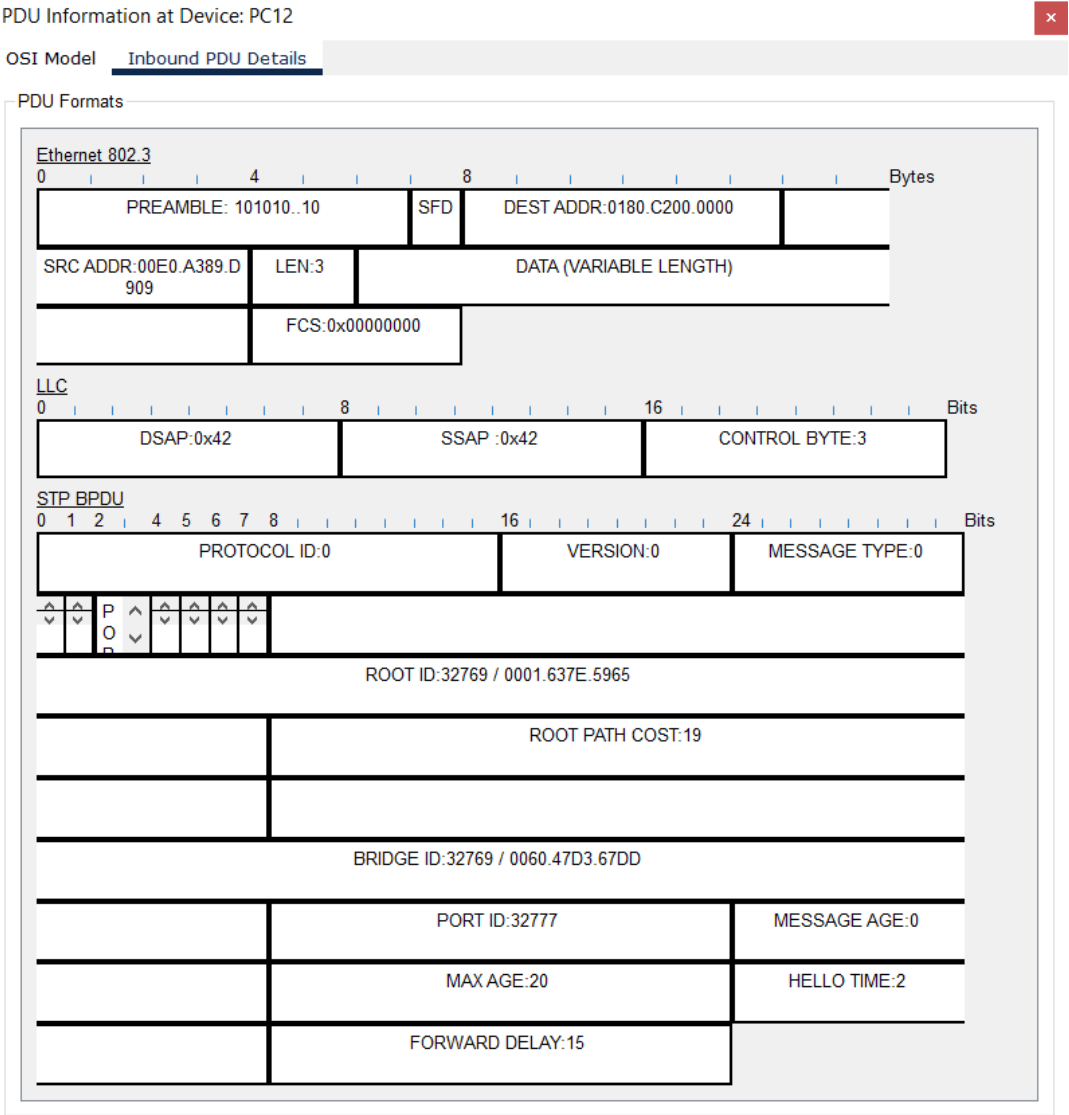 PDU Information at Device: PC12
×
OSI Model Inbound PDU Details
PDU Formats
Ethernet 802.3
0 4 8 Bytes
PREAMBLE: 101010..10 SFD DEST ADDR:0180.C200.0000
SRC ADDR:00E0.A389.D LEN:3 DATA (VARIABLE LENGTH)
909
FCS:0x00000000
LLC
0 8 16 Bits
DSAP:0x42 SSAP :0x42 CONTROL BYTE:3
STP BPDU
0 1 2 4 5 6 7 8 16 24 Bits
PROTOCOL ID:0 VERSION:0 MESSAGE TYPE:0
P
O
ROOT ID:32769 / 0001.637E.5965
ROOT PATH COST:19
BRIDGE ID:32769 / 0060.47D3.67DD
PORT ID:32777 MESSAGE AGE:0
MAX AGE:20 HELLO TIME:2
FORWARD DELAY:15